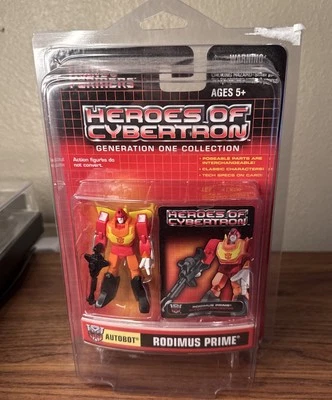 WARNING:
AGES 5+
HEROES OF
CYBERTRON
GENERATION ONE COLLECTION
Action figures do
not convert.
• POSEABLE PARTS ARE
INTERCHANGEABLE!
• CLASSIC CHARACTERS!
• TECH SPECS ON CARD!
HEROES OF
CYBERTRON
RODIMUS PRIME
AUTOBOT®
RODIMUS PRIME®